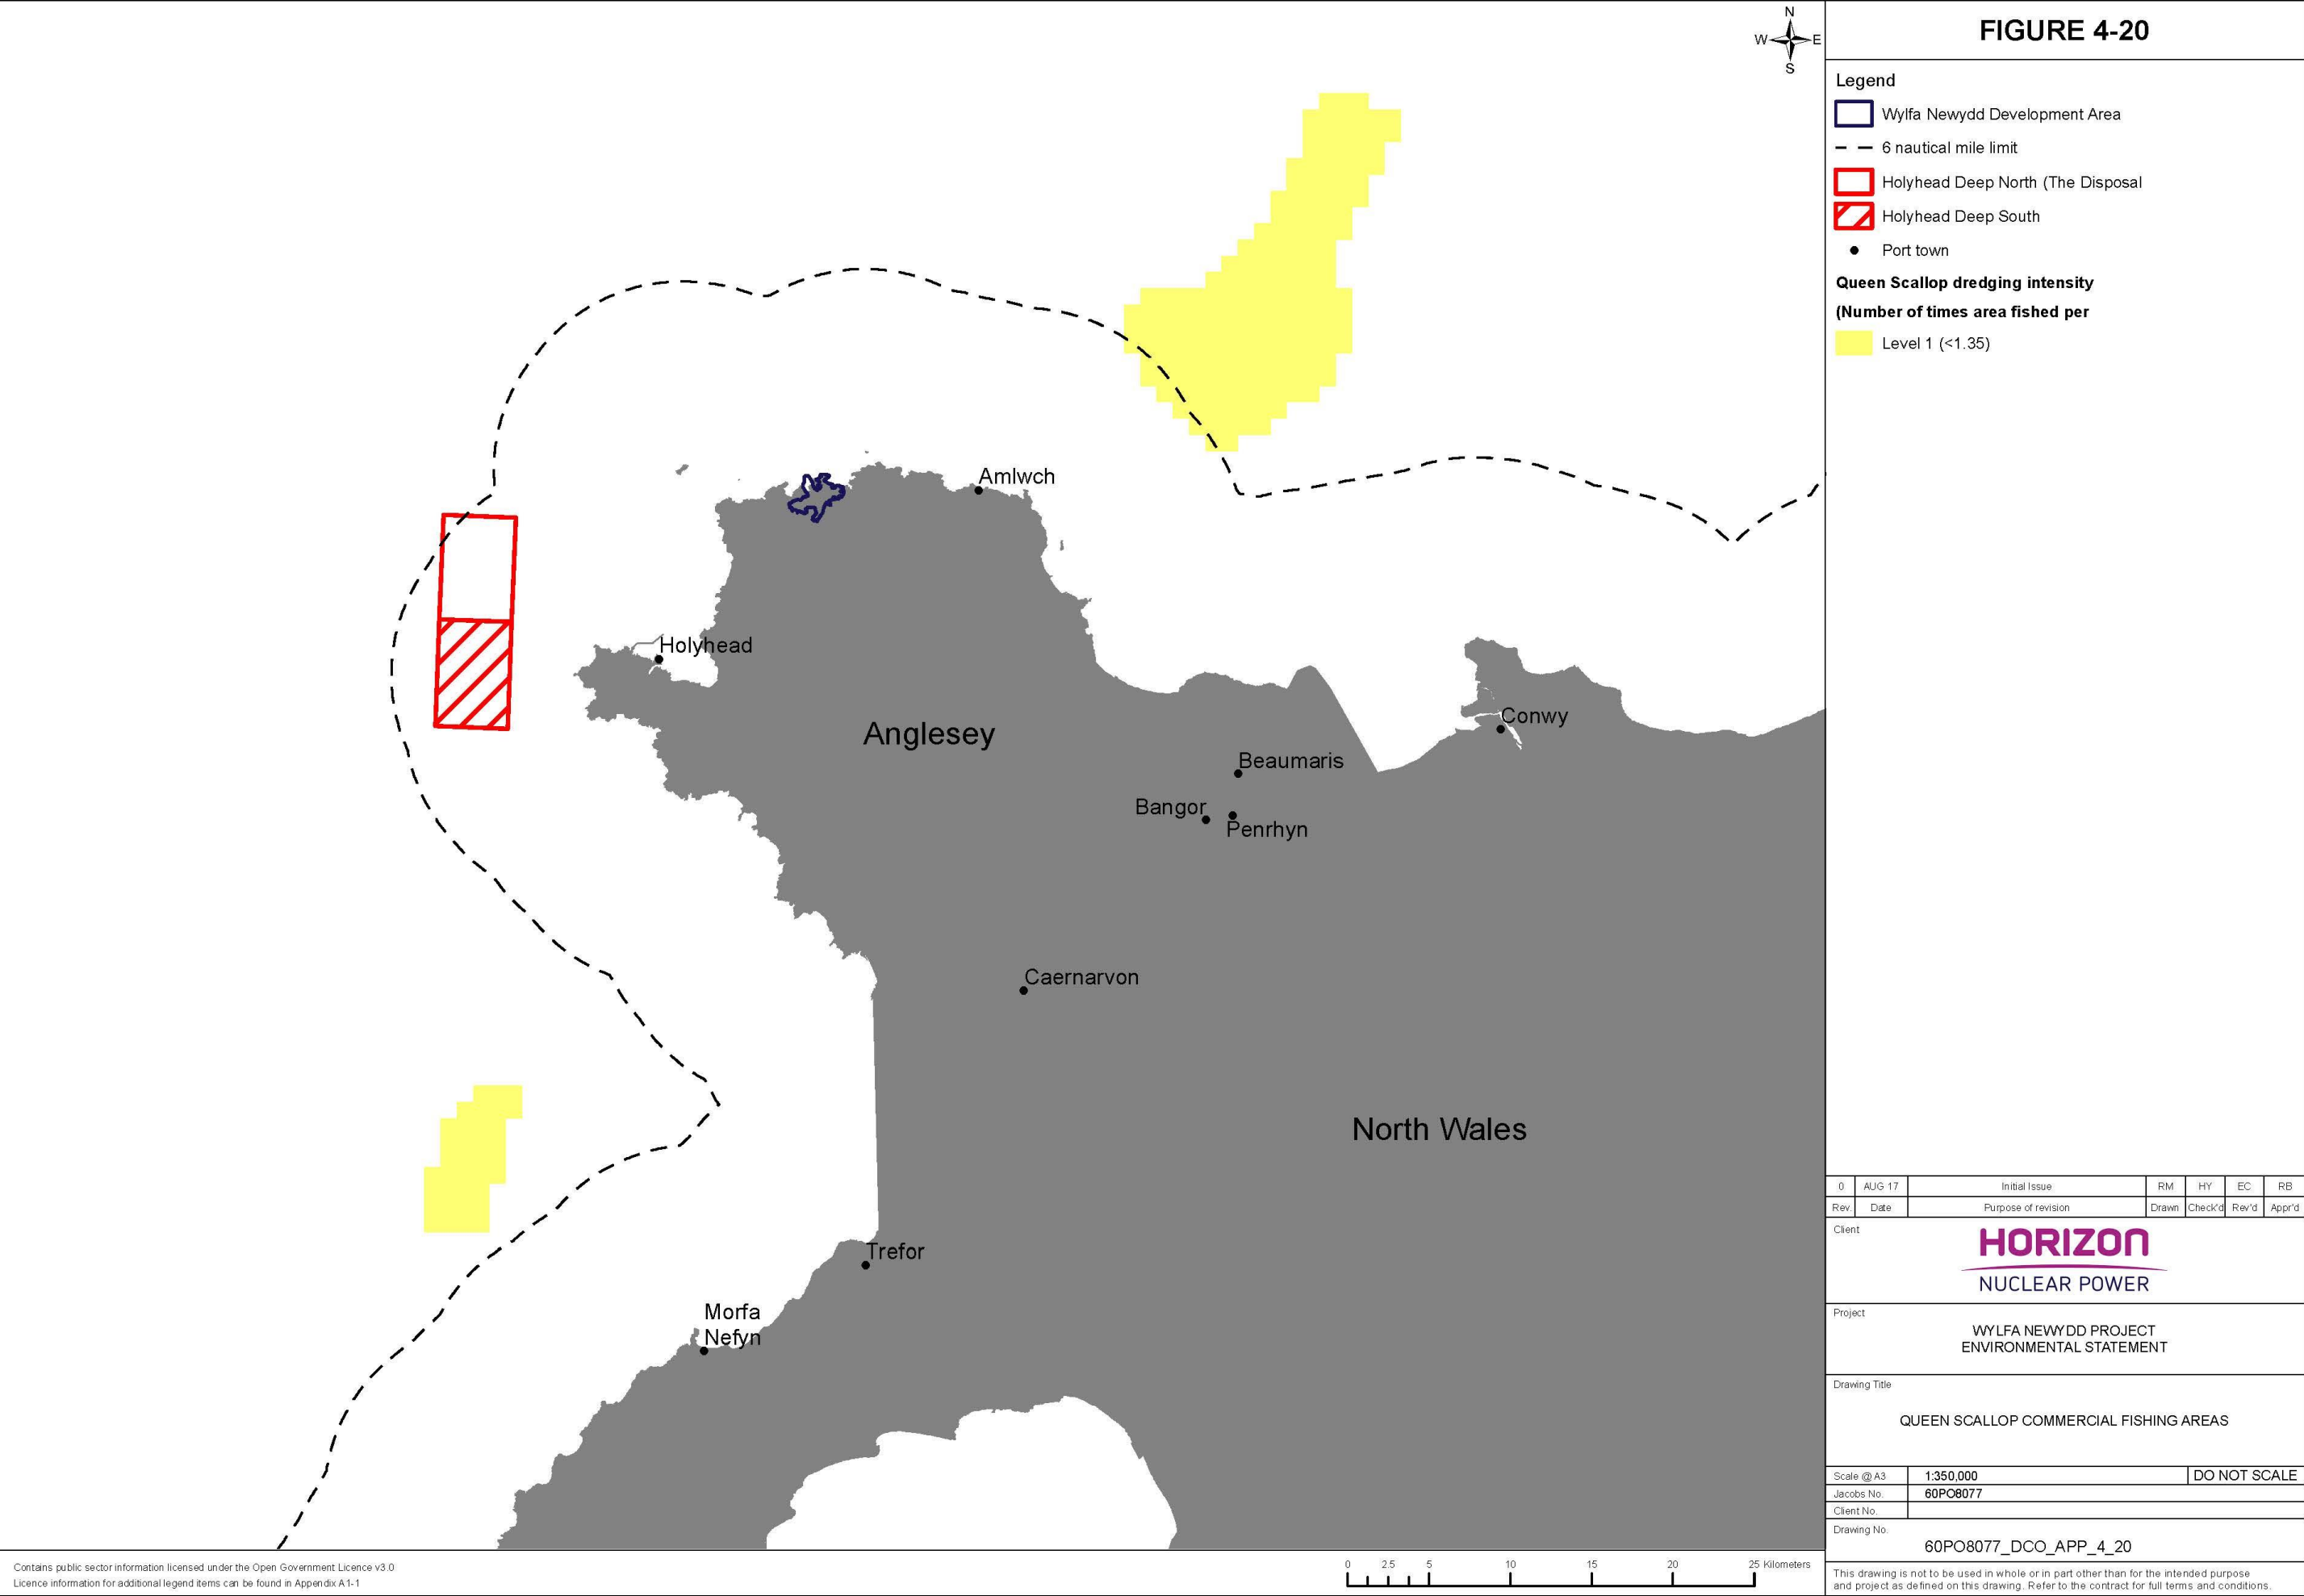 N
W E
S
Amlwch
Holyhead
Anglesey
Conwy
Beaumaris
Bangor
Penrhyn
Caernarvon
North Wales
Trefor
Morfa
Nefyn
FIGURE 4-20
Legend
Wylfa Newydd Development Area
6 nautical mile limit
Holyhead Deep North (The Disposal
Holyhead Deep South
Port town
Queen Scallop dredging intensity
(Number of times area fished per
Level 1 (<1.35)
0 AUG 17 Initial Issue RM HY EC RB
Rev. Date Purpose of revision Drawn Check'd Rev'd Appr'd
Client
HORIZON
NUCLEAR POWER
Project
WYLFA NEWYDD PROJECT
ENVIRONMENTAL STATEMENT
Drawing Title
QUEEN SCALLOP COMMERCIAL FISHING AREAS
Scale @ A3 1:350,000 DO NOT SCALE
Jacobs No. 60PO8077
Client No.
Drawing No.
60PO8077_DCO_APP_4_20
This drawing is not to be used in whole or in part other than for the intended purpose
and project as defined on this drawing. Refer to the contract for full terms and conditions.
Contains public sector information licensed under the Open Government Licence v3.0
Licence information for additional legend items can be found in Appendix A1-1
0 2.5 5 10 15 20 25 Kilometers